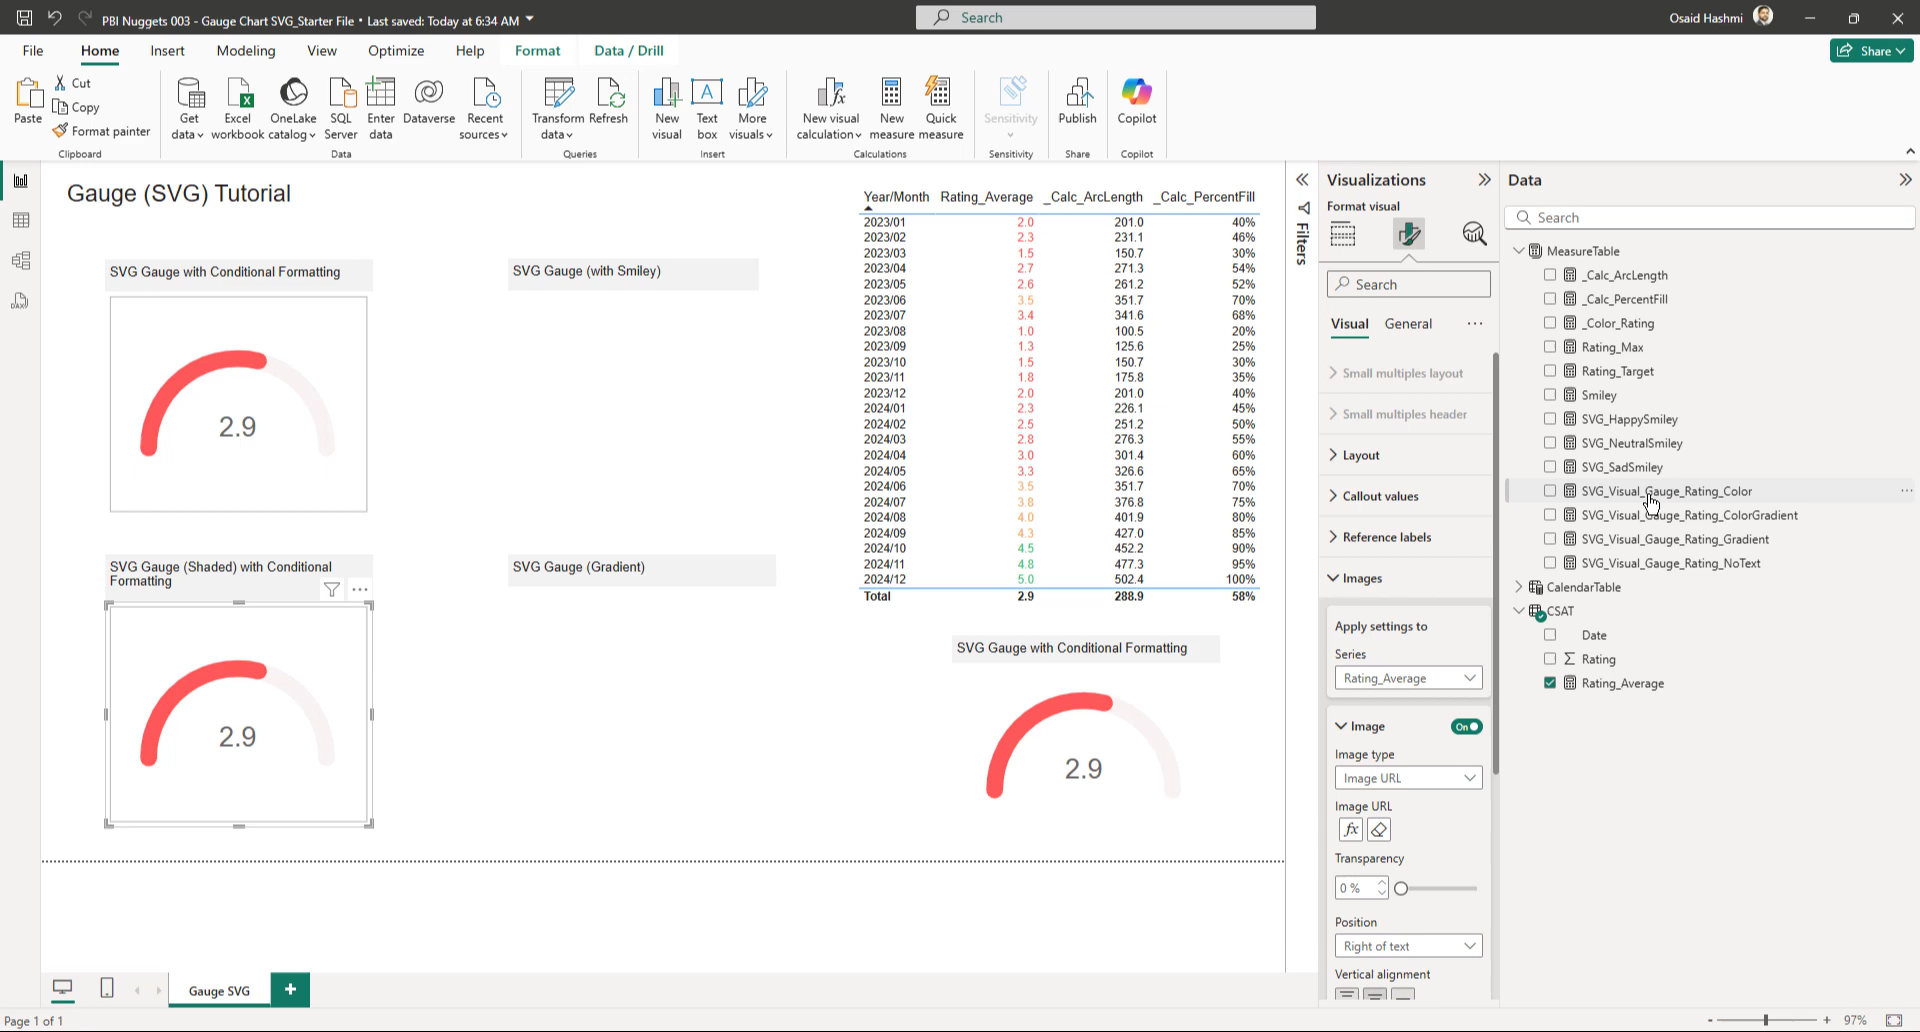 PBI Nuggets 003 - Gauge Chart SVG_Starter File • Last saved: Today at 6:34 AM
Search
Osaid Hashmi
File Home Insert Modeling View Optimize Help Format Data / Drill
Share
Paste
Cut
Copy
Format painter
Clipboard
Get data
Excel workbook
OneLake catalog
SQL Server
Enter data
Dataverse
Recent sources
Data
Transform data
Refresh
Queries
New visual
Text box
More visuals
Insert
New visual calculation
New measure
Quick measure
Calculations
Sensitivity
Sensitivity
Publish
Share
Copilot
Copilot
Gauge (SVG) Tutorial
SVG Gauge with Conditional Formatting
2.9
SVG Gauge (with Smiley)
SVG Gauge (Shaded) with Conditional
Formatting
2.9
SVG Gauge (Gradient)
Year/Month Rating_Average _Calc_ArcLength _Calc_PercentFill
2023/01 2.0 201.0 40%
2023/02 2.3 231.1 46%
2023/03 1.5 150.7 30%
2023/04 2.7 271.3 54%
2023/05 2.6 261.2 52%
2023/06 3.5 351.7 70%
2023/07 3.4 341.6 68%
2023/08 1.0 100.5 20%
2023/09 1.3 125.6 25%
2023/10 1.5 150.7 30%
2023/11 1.8 175.8 35%
2023/12 2.0 201.0 40%
2024/01 2.3 226.1 45%
2024/02 2.5 251.2 50%
2024/03 2.8 276.3 55%
2024/04 3.0 301.4 60%
2024/05 3.3 326.6 65%
2024/06 3.5 351.7 70%
2024/07 3.8 376.8 75%
2024/08 4.0 401.9 80%
2024/09 4.3 427.0 85%
2024/10 4.5 452.2 90%
2024/11 4.8 477.3 95%
2024/12 5.0 502.4 100%
Total 2.9 288.9 58%
SVG Gauge with Conditional Formatting
2.9
Filters
Visualizations
Format visual
Search
Visual General
Small multiples layout
Small multiples header
Layout
Callout values
Reference labels
Images
Apply settings to
Series
Rating_Average
Image
On
Image type
Image URL
Image URL
fx
Transparency
0 %
Position
Right of text
Vertical alignment
Data
Search
MeasureTable
_Calc_ArcLength
_Calc_PercentFill
_Color_Rating
Rating_Max
Rating_Target
Smiley
SVG_HappySmiley
SVG_NeutralSmiley
SVG_SadSmiley
SVG_Visual_Gauge_Rating_Color
SVG_Visual_Gauge_Rating_ColorGradient
SVG_Visual_Gauge_Rating_Gradient
SVG_Visual_Gauge_Rating_NoText
CalendarTable
CSAT
Date
Rating
Rating_Average
Gauge SVG
Page 1 of 1
97%